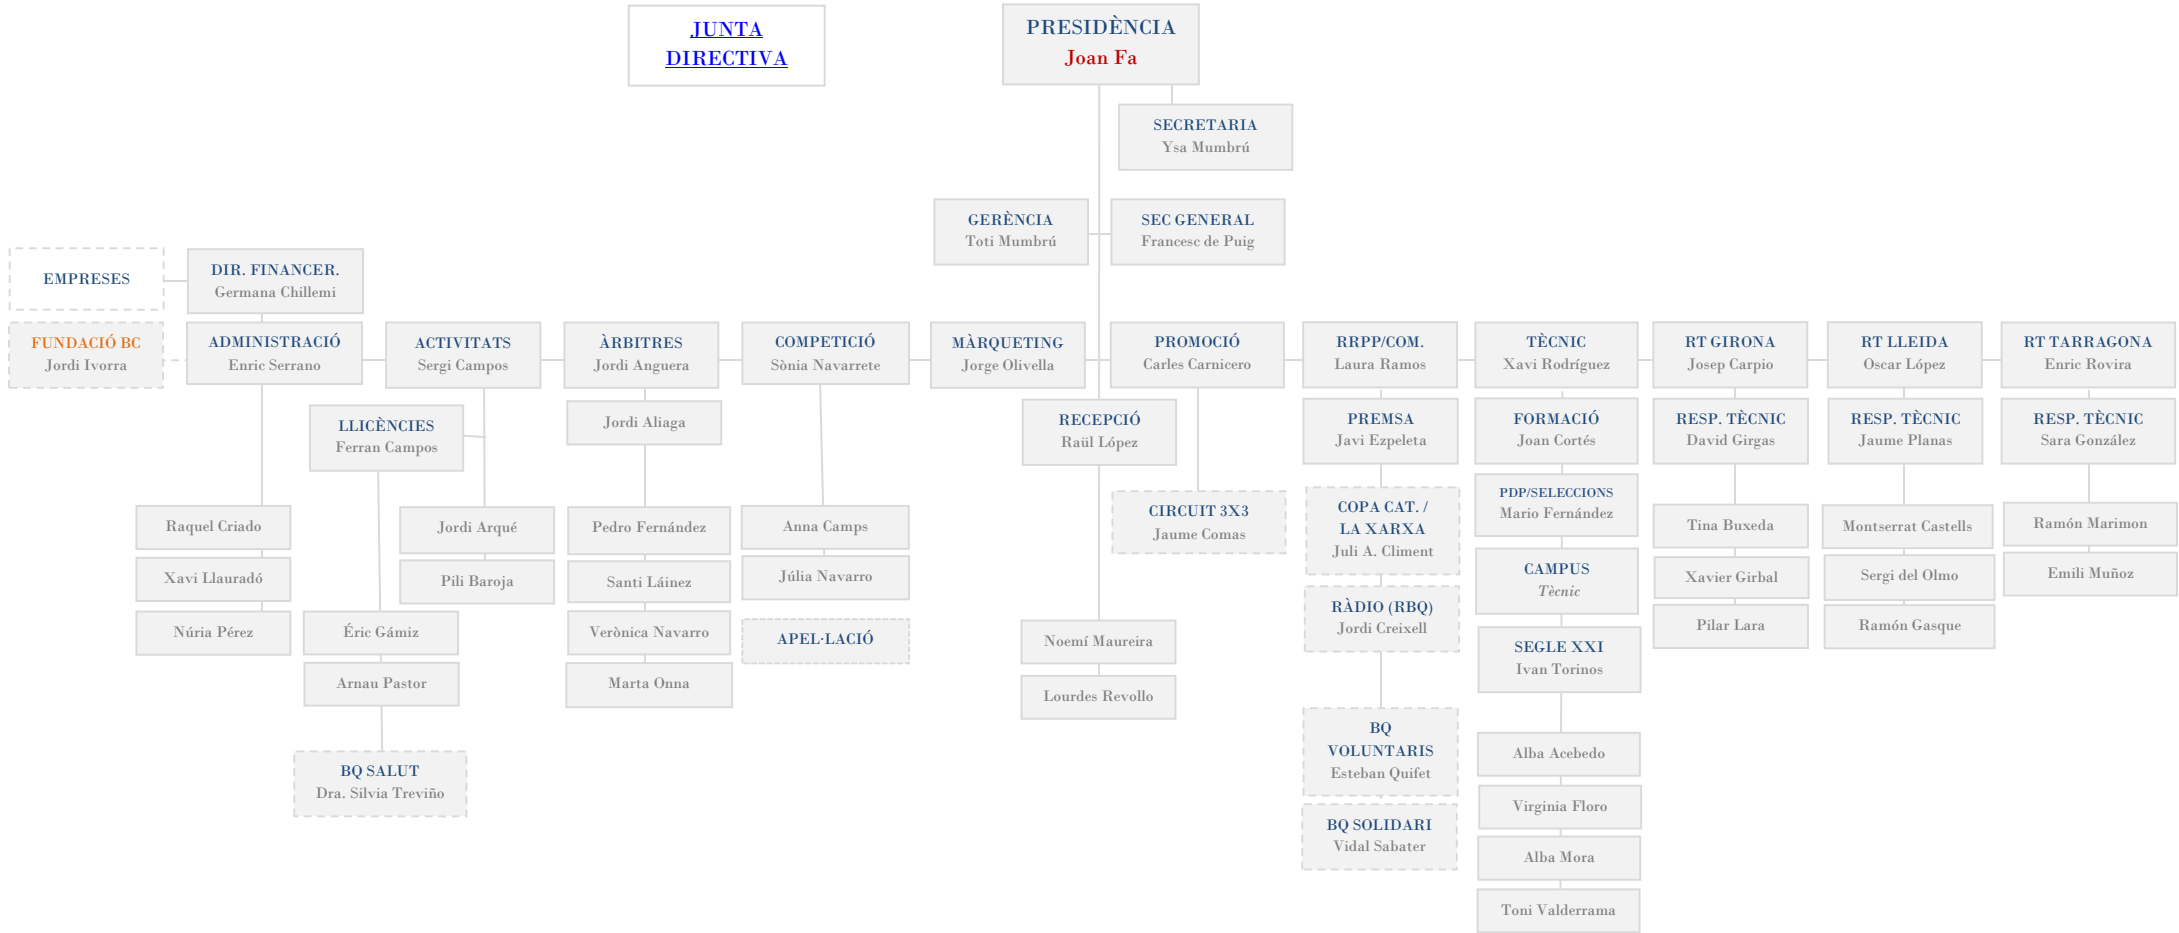 JUNTA
DIRECTIVA
PRESIDÈNCIA
Joan Fa
SECRETARIA
Ysa Mumbrú
GERÈNCIA
Toti Mumbrú
SEC GENERAL
Francesc de Puig
EMPRESES
DIR. FINANCER.
Germana Chillemi
FUNDACIÓ BC
Jordi Ivorra
ADMINISTRACIÓ
Enric Serrano
ACTIVITATS
Sergi Campos
ÀRBITRES
Jordi Anguera
COMPETICIÓ
Sònia Navarrete
MÀRQUETING
Jorge Olivella
PROMOCIÓ
Carles Carnicero
RRPP/COM.
Laura Ramos
TÈCNIC
Xavi Rodríguez
RT GIRONA
Josep Carpio
RT LLEIDA
Oscar López
RT TARRAGONA
Enric Rovira
LLICÈNCIES
Ferran Campos
Jordi Aliaga
RECEPCIÓ
Raül López
PREMSA
Javi Ezpeleta
FORMACIÓ
Joan Cortés
RESP. TÈCNIC
David Girgas
RESP. TÈCNIC
Jaume Planas
RESP. TÈCNIC
Sara González
Raquel Criado
Xavi Llauradó
Núria Pérez
Éric Gámiz
Arnau Pastor
BQ SALUT
Dra. Silvia Treviño
Jordi Arqué
Pili Baroja
Pedro Fernández
Santi Láinez
Verònica Navarro
Marta Onna
Anna Camps
Júlia Navarro
APEL·LACIÓ
Noemí Maureira
Lourdes Revollo
CIRCUIT 3X3
Jaume Comas
COPA CAT. /
LA XARXA
Juli A. Climent
RÀDIO (RBQ)
Jordi Creixell
BQ
VOLUNTARIS
Esteban Quifet
BQ SOLIDARI
Vidal Sabater
PDP/SELECCIONS
Mario Fernández
CAMPUS
Tècnic
SEGLE XXI
Ivan Torinos
Alba Acebedo
Virginia Floro
Alba Mora
Toni Valderrama
Tina Buxeda
Xavier Girbal
Pilar Lara
Montserrat Castells
Sergi del Olmo
Ramón Gasque
Ramón Marimon
Emili Muñoz